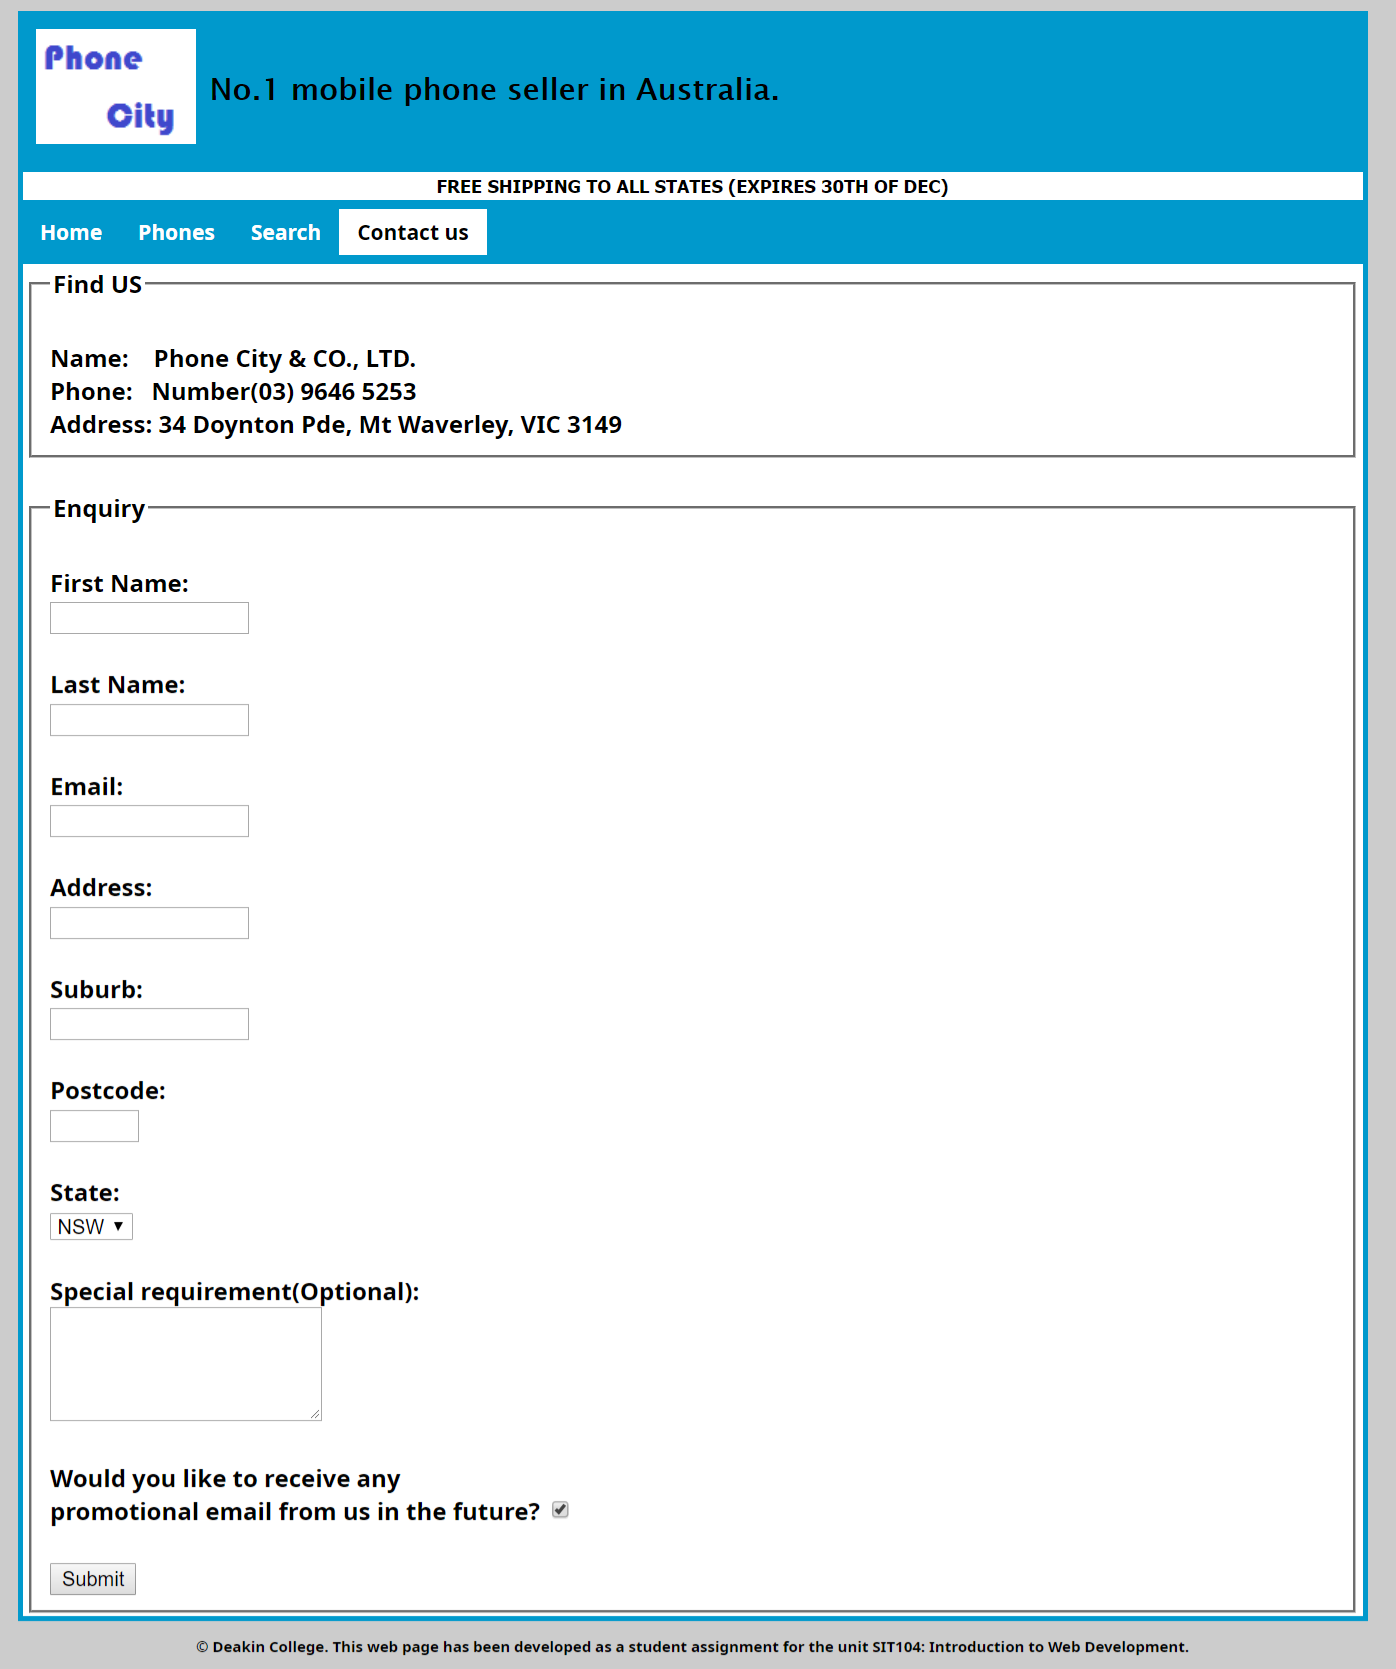 Phone
City
No.1 mobile phone seller in Australia.
FREE SHIPPING TO ALL STATES (EXPIRES 30TH OF DEC)
Home Phones Search Contact us
Find US
Name: Phone City & CO., LTD.
Phone: Number(03) 9646 5253
Address: 34 Doynton Pde, Mt Waverley, VIC 3149
Enquiry
First Name:
Last Name:
Email:
Address:
Suburb:
Postcode:
State:
NSW
Special requirement(Optional):
Would you like to receive any
promotional email from us in the future?
Submit
© Deakin College. This web page has been developed as a student assignment for the unit SIT104: Introduction to Web Development.